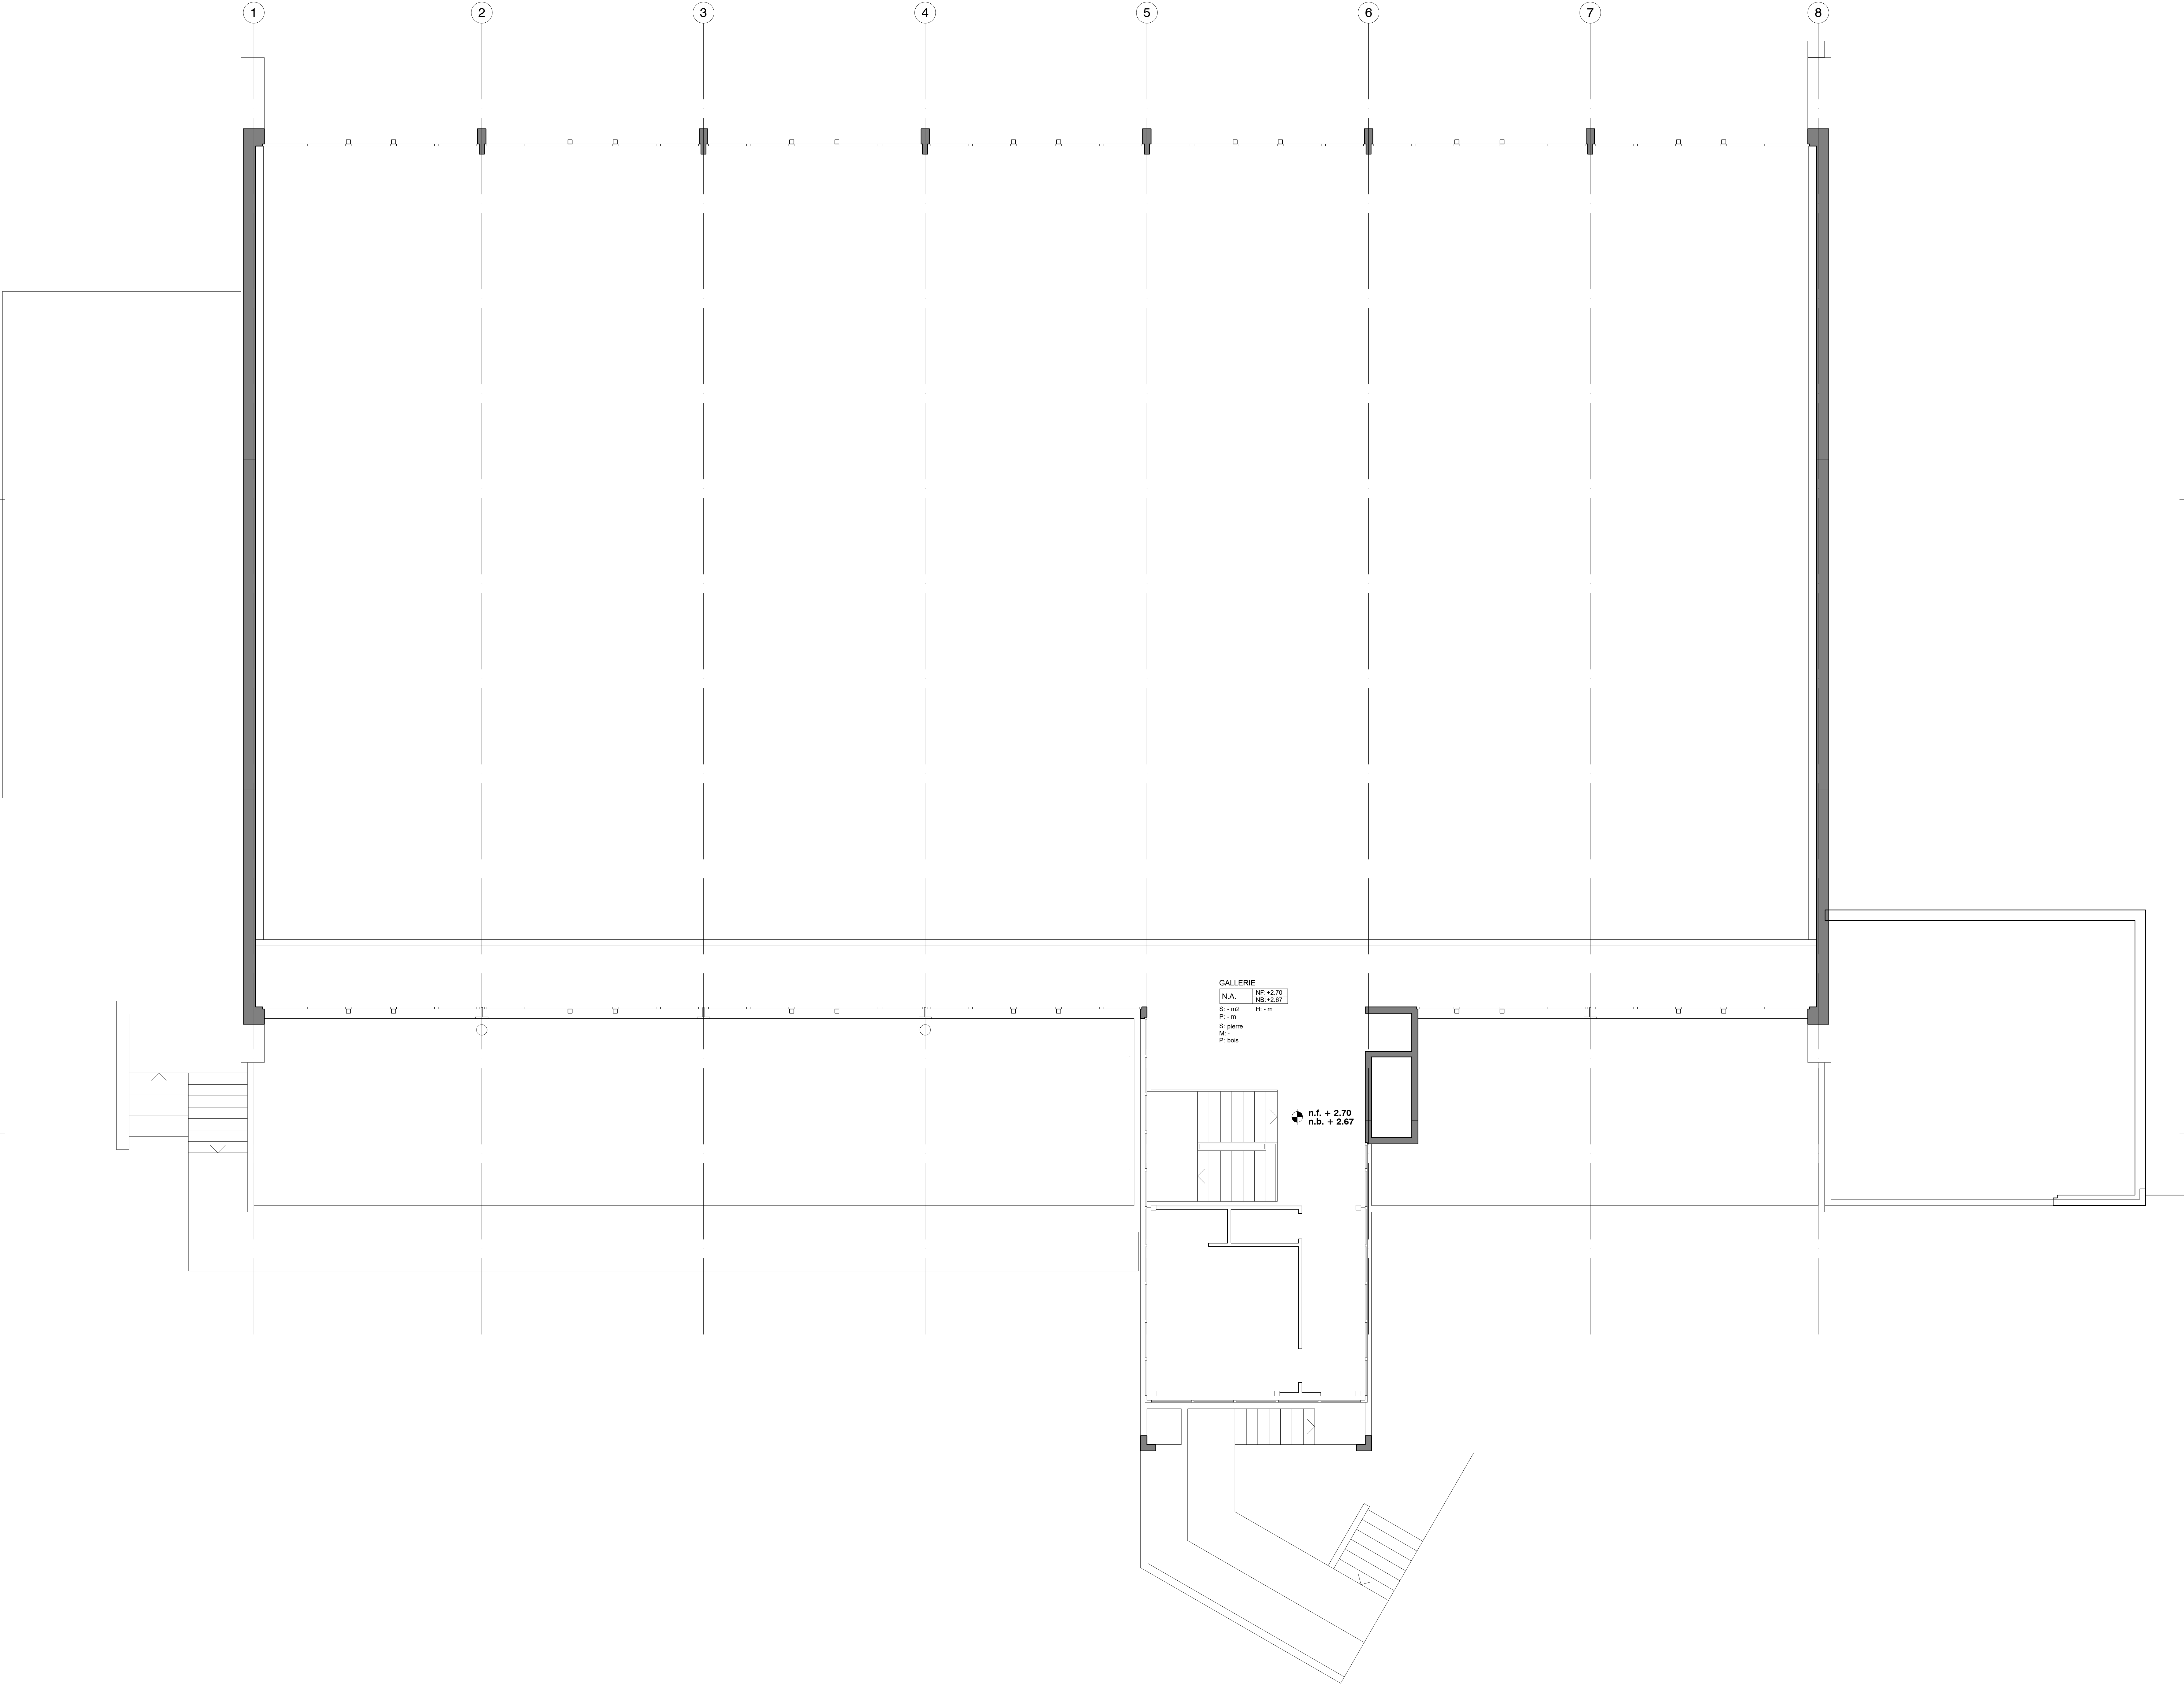 1 2 3 4 5 6 7 8
GALLERIE
N.A. NF: +2.70
NB: +2.67
S: - m2 H: - m
P: - m
S: pierre
M: -
P: bois
n.f. + 2.70
n.b. + 2.67